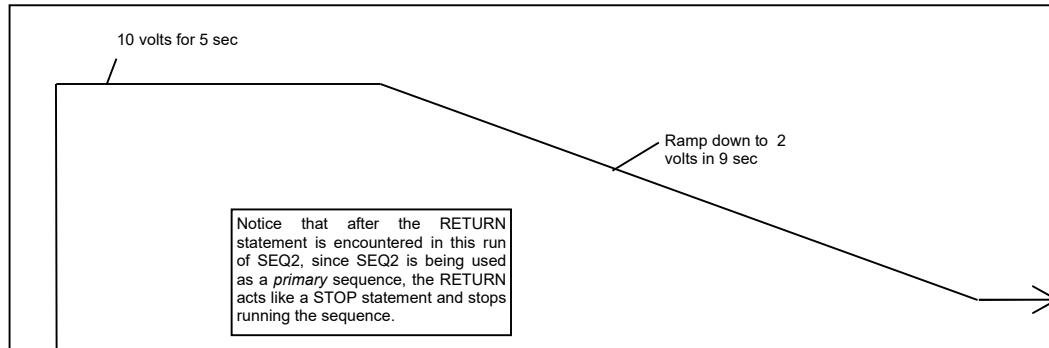 10 volts for 5 sec
Ramp down to 2
volts in 9 sec
Notice that after the RETURN
statement is encountered in this run
of SEQ2, since SEQ2 is being used
as a primary sequence, the RETURN
acts like a STOP statement and stops
running the sequence.